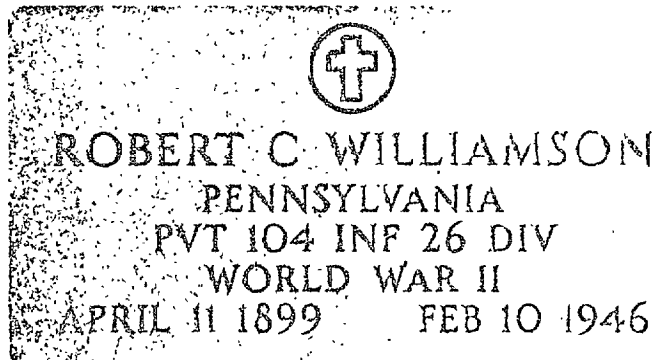 ROBERT C WILLIAMSON
PENNSYLVANIA
PVT 104 INF 26 DIV
WORLD WAR II
APRIL 11 1899 FEB 10 1946